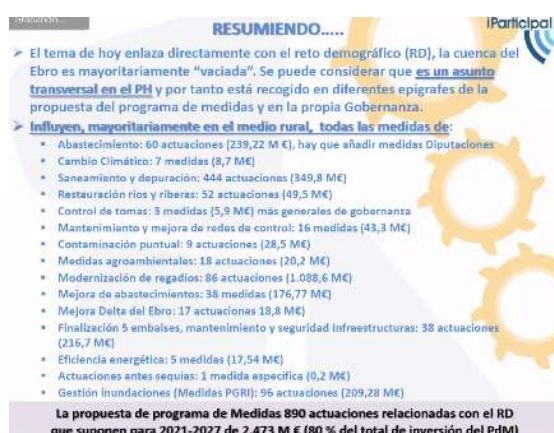 RESUMIENDO.....
iParticipa!
➤ El tema de hoy enlaza directamente con el reto demográfico (RD), la cuenca del
Ebro es mayoritariamente "vaciada". Se puede considerar que es un asunto
transversal en el PH y por tanto está recogido en diferentes epígrafes de la
propuesta del programa de medidas y en la propia Gobernanza.
➤ Influyen, mayoritariamente en el medio rural, todas las medidas de:
▪ Abastecimiento: 60 actuaciones (239,22 M €), hay que añadir medidas Diputaciones
▪ Cambio Climático: 7 medidas (8,7 M€)
▪ Saneamiento y depuración: 444 actuaciones (349,8 M€)
▪ Restauración ríos y riberas: 52 actuaciones (49,5 M€)
▪ Control de tomas: 3 medidas (5,9 M€) más generales de gobernanza
▪ Mantenimiento y mejora de redes de control: 16 medidas (43,3 M€)
▪ Contaminación puntual: 9 actuaciones (28,5 M€)
▪ Medidas agroambientales: 18 actuaciones (20,2 M€)
▪ Modernización de regadíos: 86 actuaciones (1.088,6 M€)
▪ Mejora de abastecimientos: 38 medidas (176,77 M€)
▪ Mejora Delta del Ebro: 17 actuaciones 18,8 M€)
▪ Finalización 5 embalses, mantenimiento y seguridad infraestructuras: 38 actuaciones
(216,7 M€)
▪ Eficiencia energética: 5 medidas (17,54 M€)
▪ Actuaciones antes sequías: 1 medida específica (0,2 M€)
▪ Gestión inundaciones (Medidas PGRI): 96 actuaciones (209,28 M€)
La propuesta de programa de Medidas 890 actuaciones relacionadas con el RD
que suponen para 2021-2027 de 2.473 M € (80 % del total de inversión del PdM)